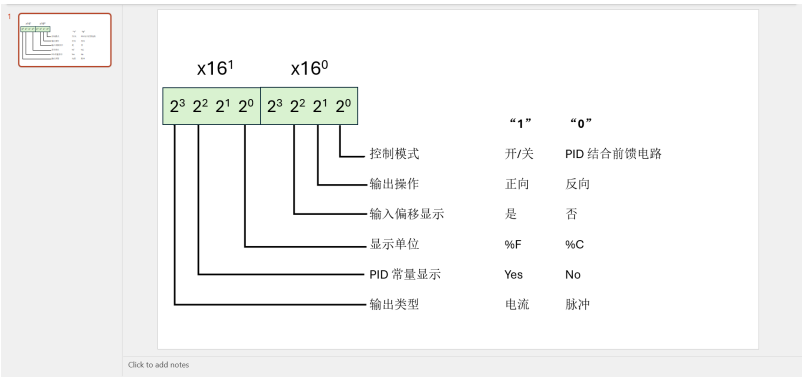 1
x16¹ x16⁰
2³ 2² 2¹ 2⁰ 2³ 2² 2¹ 2⁰
“1” “0”
控制模式 开/关 PID 结合前馈电路
输出操作 正向 反向
输入偏移显示 是 否
显示单位 %F %C
PID 常量显示 Yes No
输出类型 电流 脉冲
Click to add notes